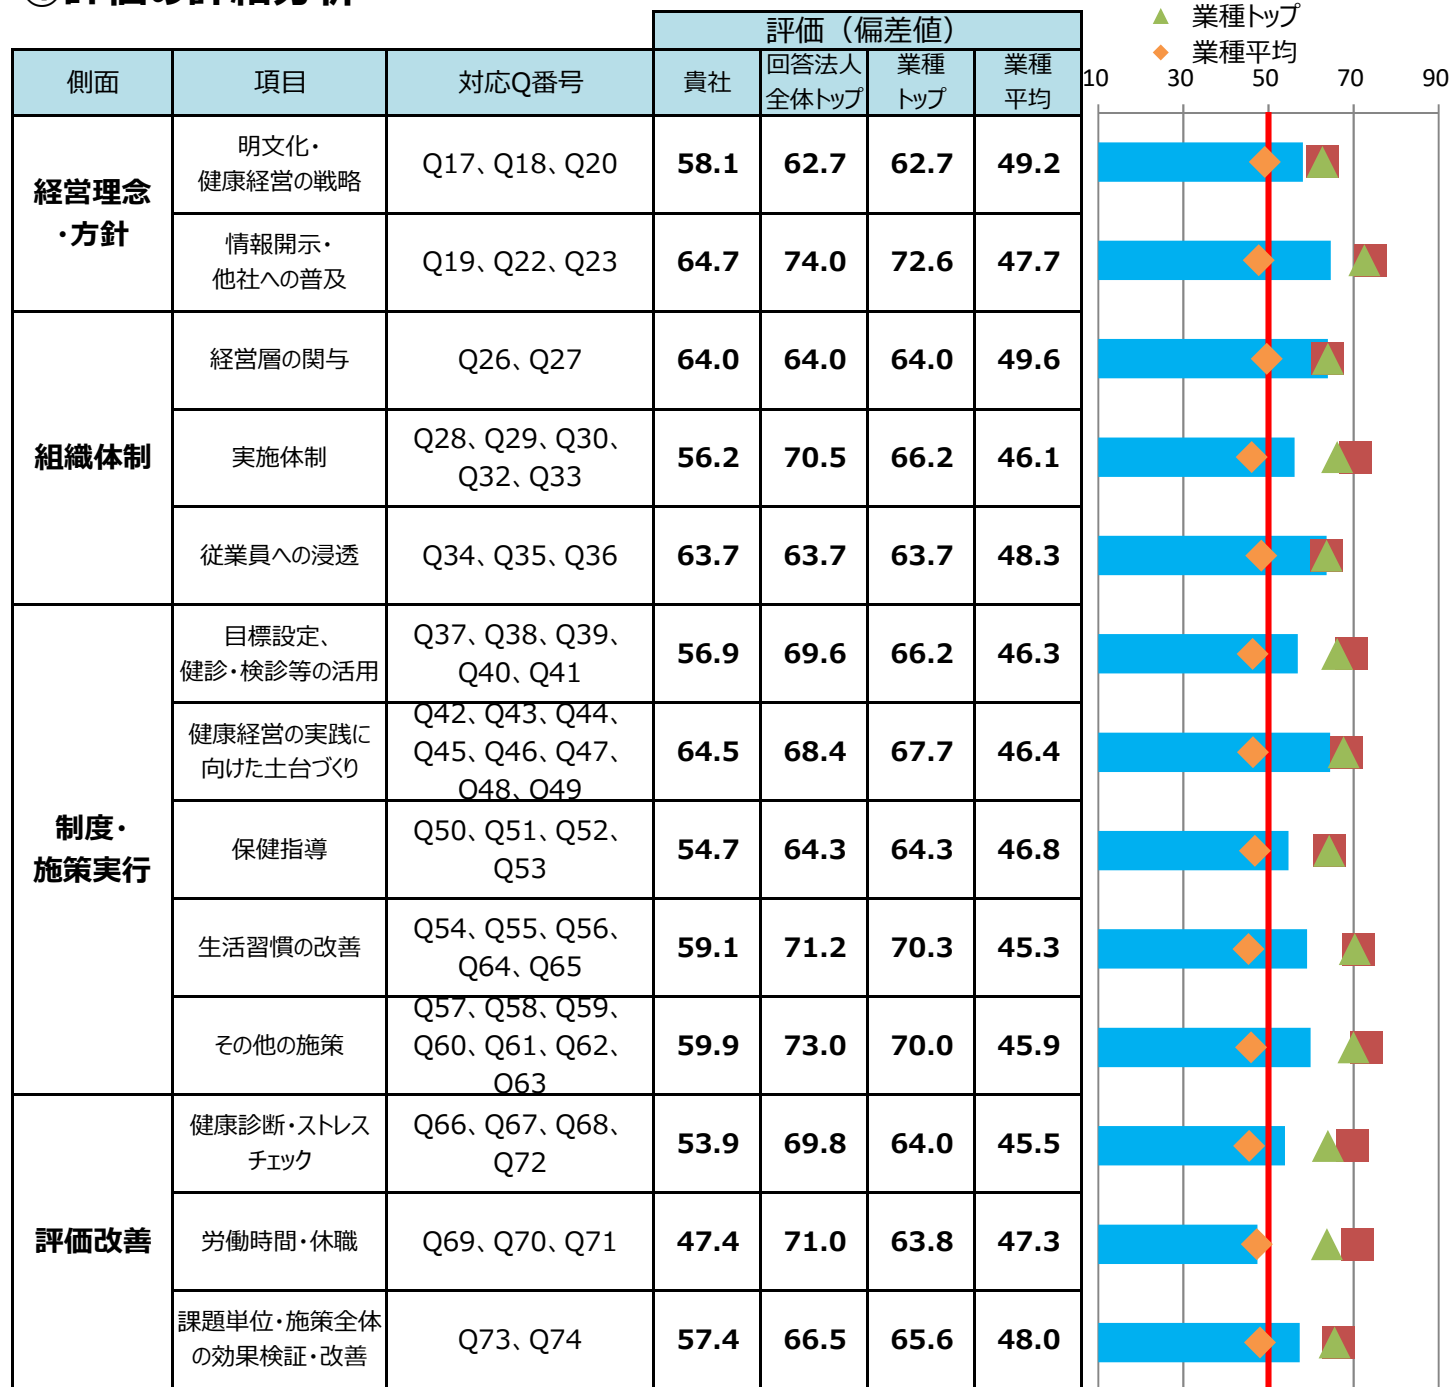 評価の詳細分析
▲ 業種トップ
◆ 業種平均
評価（偏差値）
側面 項目 対応Q番号 貴社 回答法人 業種 業種
全体トップ トップ 平均
10 30 50 70 90
経営理念
・方針
明文化・
健康経営の戦略
Q17、Q18、Q20 58.1 62.7 62.7 49.2
情報開示・
他社への普及
Q19、Q22、Q23 64.7 74.0 72.6 47.7
組織体制
経営層の関与 Q26、Q27 64.0 64.0 64.0 49.6
実施体制
Q28、Q29、Q30、
Q32、Q33
56.2 70.5 66.2 46.1
従業員への浸透 Q34、Q35、Q36 63.7 63.7 63.7 48.3
制度・
施策実行
目標設定、
健診・検診等の活用
Q37、Q38、Q39、
Q40、Q41
56.9 69.6 66.2 46.3
健康経営の実践に
向けた土台づくり
Q42、Q43、Q44、
Q45、Q46、Q47、
Q48、Q49
64.5 68.4 67.7 46.4
保健指導
Q50、Q51、Q52、
Q53
54.7 64.3 64.3 46.8
生活習慣の改善
Q54、Q55、Q56、
Q64、Q65
59.1 71.2 70.3 45.3
その他の施策
Q57、Q58、Q59、
Q60、Q61、Q62、
Q63
59.9 73.0 70.0 45.9
評価改善
健康診断・ストレス
チェック
Q66、Q67、Q68、
Q72
53.9 69.8 64.0 45.5
労働時間・休職 Q69、Q70、Q71 47.4 71.0 63.8 47.3
課題単位・施策全体
の効果検証・改善
Q73、Q74 57.4 66.5 65.6 48.0